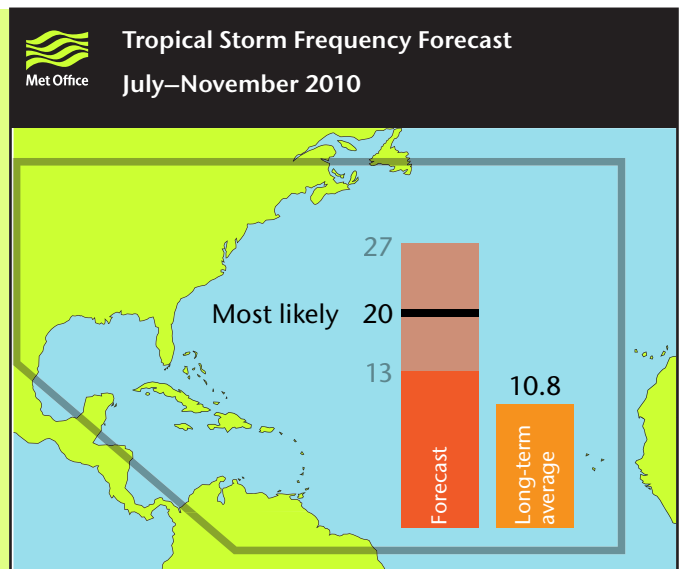 Met Office
Tropical Storm Frequency Forecast
July–November 2010
27
Most likely 20
13
10.8
Forecast
Long-term
average